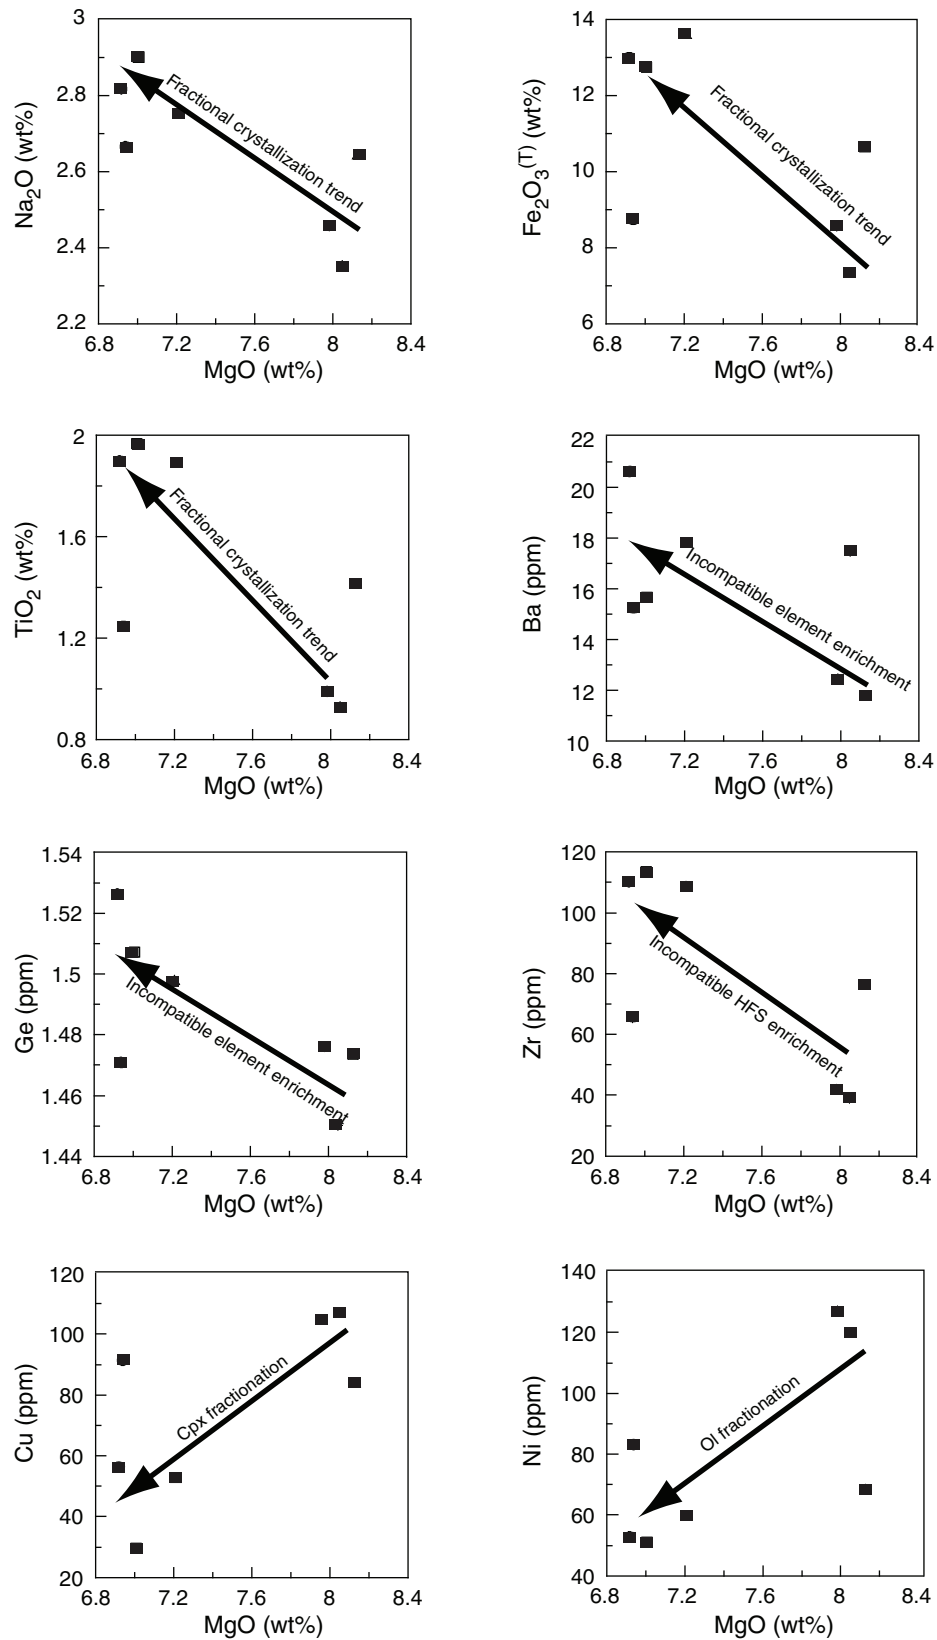 3
2.8
2.6
2.4
2.2
Na2O (wt%)
Fractional crystallization trend
6.8 7.2 7.6 8 8.4
MgO (wt%)
14
12
10
8
6
Fe2O3(T) (wt%)
Fractional crystallization trend
6.8 7.2 7.6 8 8.4
MgO (wt%)
2
1.6
1.2
0.8
TiO2 (wt%)
Fractional crystallization trend
6.8 7.2 7.6 8 8.4
MgO (wt%)
22
20
18
16
14
12
10
Ba (ppm)
Incompatible element enrichment
6.8 7.2 7.6 8 8.4
MgO (wt%)
1.54
1.52
1.5
1.48
1.46
1.44
Ge (ppm)
Incompatible element enrichment
6.8 7.2 7.6 8 8.4
MgO (wt%)
120
100
80
60
40
20
Zr (ppm)
Incompatible HFS enrichment
6.8 7.2 7.6 8 8.4
MgO (wt%)
120
100
80
60
40
20
Cu (ppm)
Cpx fractionation
6.8 7.2 7.6 8 8.4
MgO (wt%)
140
120
100
80
60
40
Ni (ppm)
Ol fractionation
6.8 7.2 7.6 8 8.4
MgO (wt%)